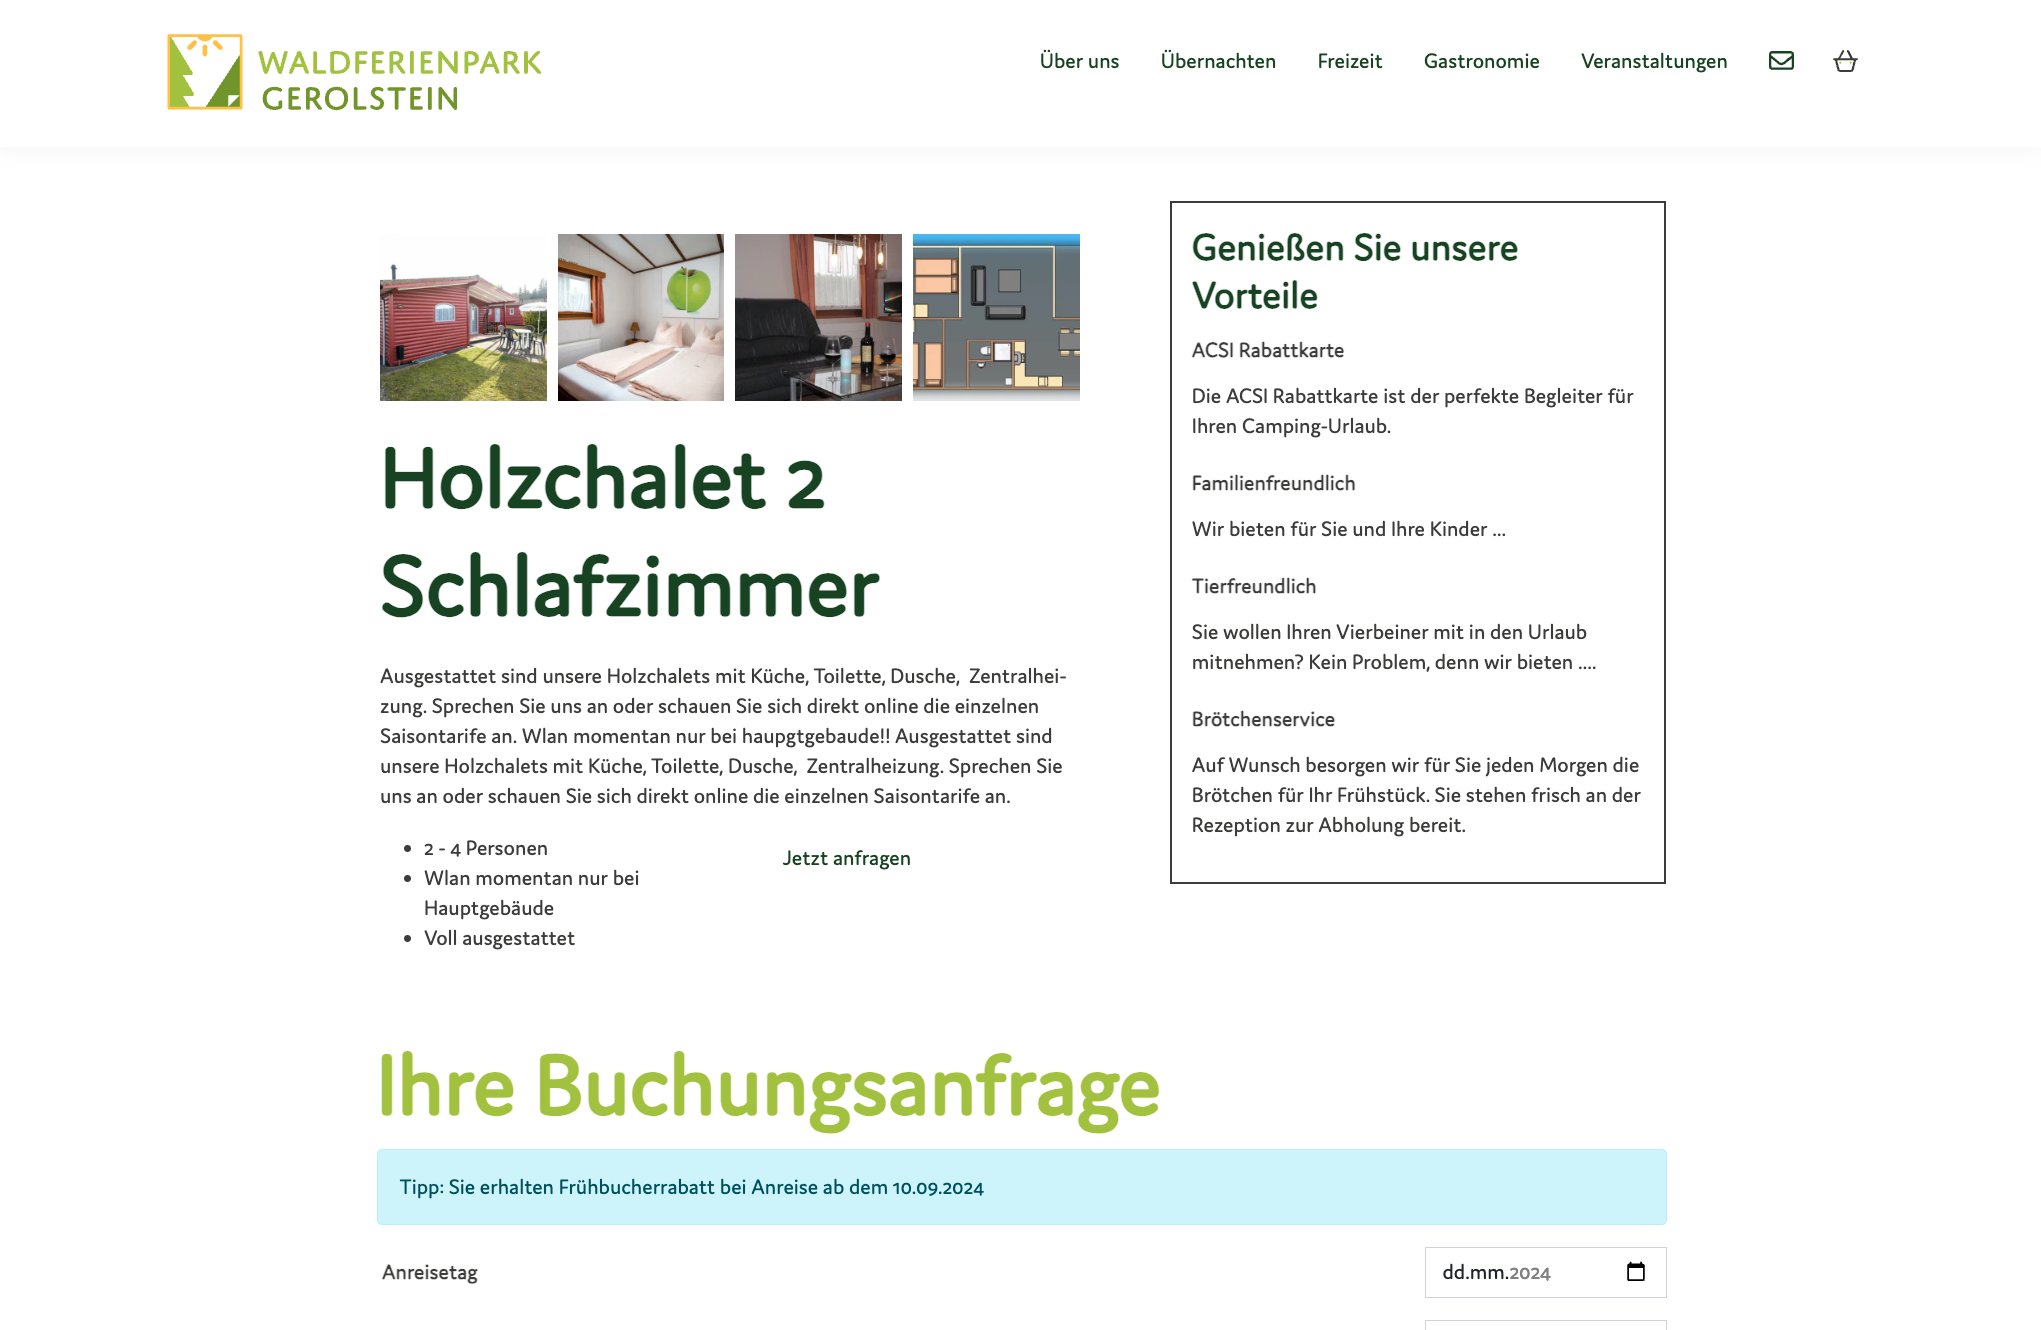 WALDFERIENPARK
GEROLSTEIN
Über uns
Übernachten
Freizeit
Gastronomie
Veranstaltungen
Holzchalet 2
Schlafzimmer
Ausgestattet sind unsere Holzchalets mit Küche, Toilette, Dusche,  Zentralhei-
zung. Sprechen Sie uns an oder schauen Sie sich direkt online die einzelnen
Saisontarife an. Wlan momentan nur bei haupgtgebaude!! Ausgestattet sind
unsere Holzchalets mit Küche, Toilette, Dusche,  Zentralheizung. Sprechen Sie
uns an oder schauen Sie sich direkt online die einzelnen Saisontarife an.
2 - 4 Personen
Wlan momentan nur bei
Hauptgebäude
Voll ausgestattet
Jetzt anfragen
Genießen Sie unsere
Vorteile
ACSI Rabattkarte
Die ACSI Rabattkarte ist der perfekte Begleiter für
Ihren Camping-Urlaub.
Familienfreundlich
Wir bieten für Sie und Ihre Kinder ...
Tierfreundlich
Sie wollen Ihren Vierbeiner mit in den Urlaub
mitnehmen? Kein Problem, denn wir bieten ....
Brötchenservice
Auf Wunsch besorgen wir für Sie jeden Morgen die
Brötchen für Ihr Frühstück. Sie stehen frisch an der
Rezeption zur Abholung bereit.
Ihre Buchungsanfrage
Tipp: Sie erhalten Frühbucherrabatt bei Anreise ab dem 10.09.2024
Anreisetag
dd.mm.2024